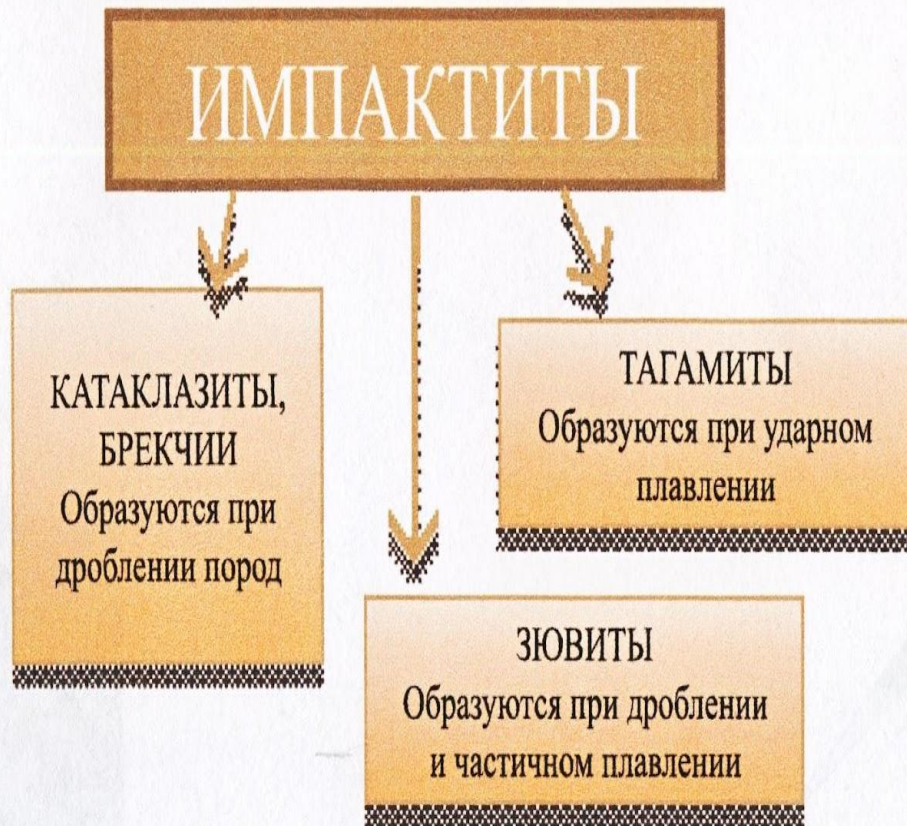 ИМПАКТИТЫ
КАТАКЛАЗИТЫ,
БРЕКЧИИ
Образуются при
дроблении пород
ТАГАМИТЫ
Образуются при ударном
плавлении
ЗЮВИТЫ
Образуются при дроблении
и частичном плавлении